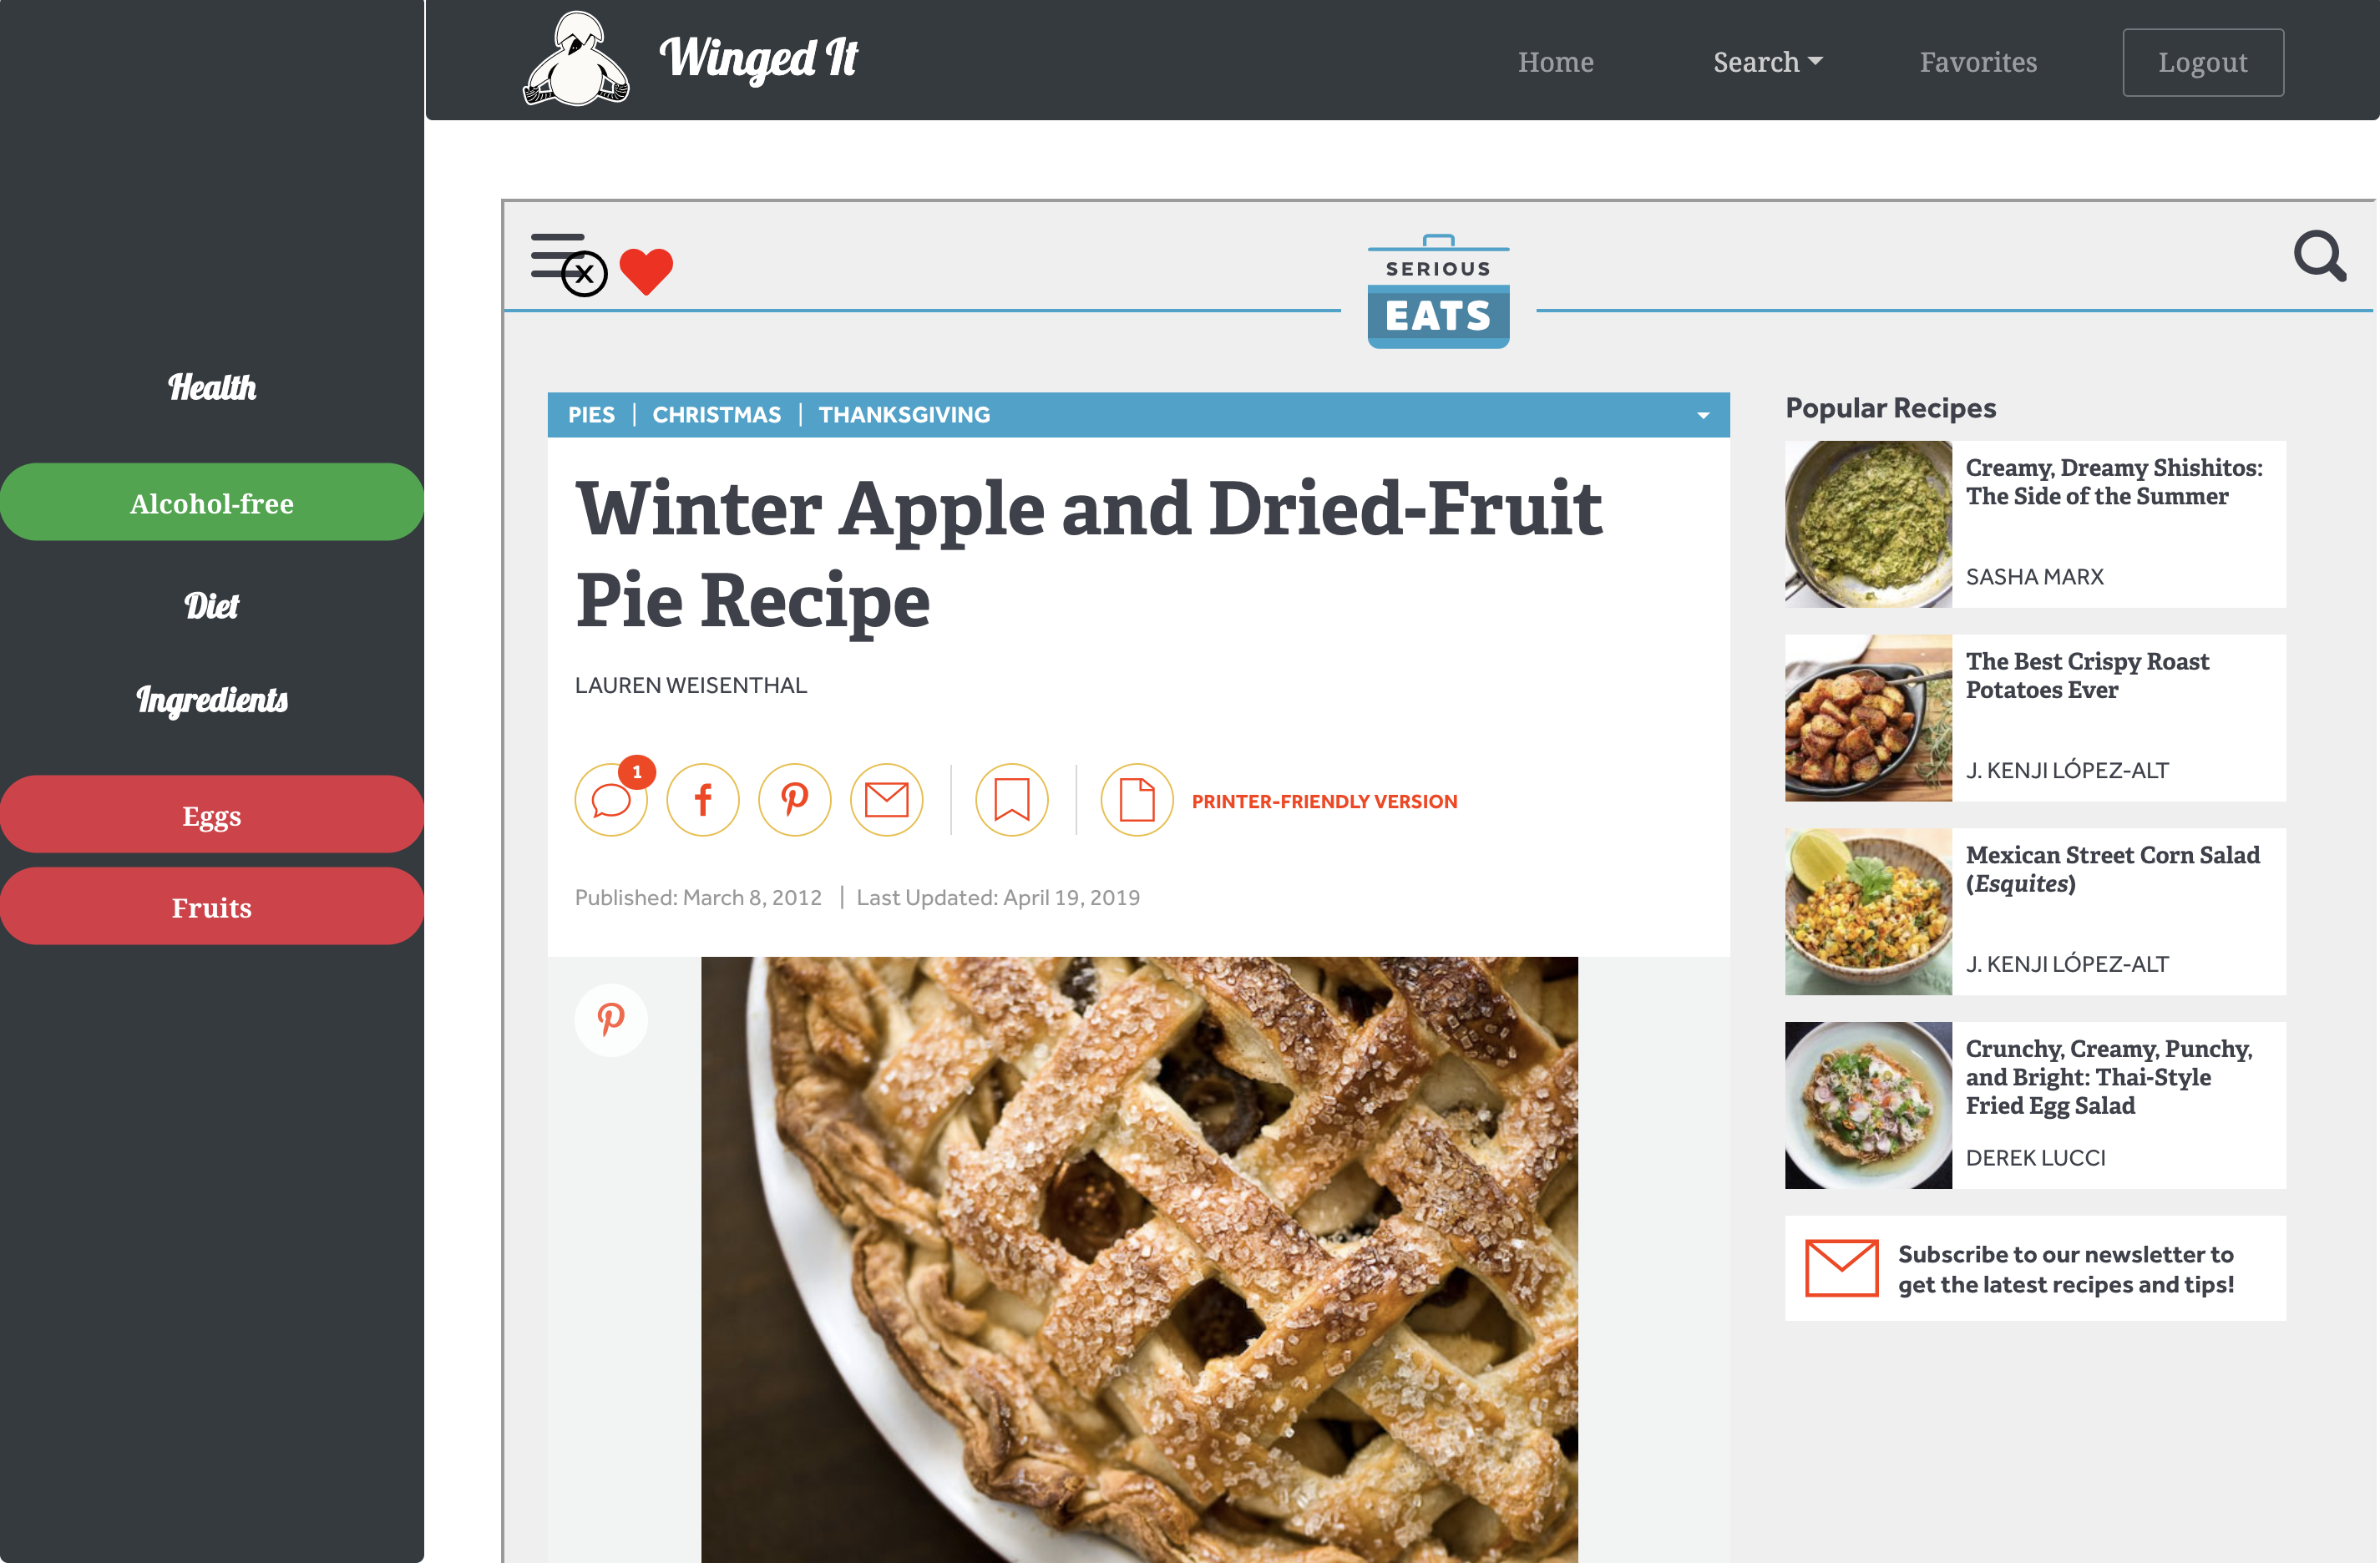 Winged It
Home
Search
Favorites
Logout
Health
Alcohol-free
Diet
Ingredients
Eggs
Fruits
X
SERIOUS
EATS
PIES | CHRISTMAS | THANKSGIVING
Winter Apple and Dried-Fruit
Pie Recipe
LAUREN WEISENTHAL
1
PRINTER-FRIENDLY VERSION
Published: March 8, 2012 | Last Updated: April 19, 2019
Popular Recipes
Creamy, Dreamy Shishitos:
The Side of the Summer
SASHA MARX
The Best Crispy Roast
Potatoes Ever
J. KENJI LÓPEZ-ALT
Mexican Street Corn Salad
(Esquites)
J. KENJI LÓPEZ-ALT
Crunchy, Creamy, Punchy,
and Bright: Thai-Style
Fried Egg Salad
DEREK LUCCI
Subscribe to our newsletter to
get the latest recipes and tips!